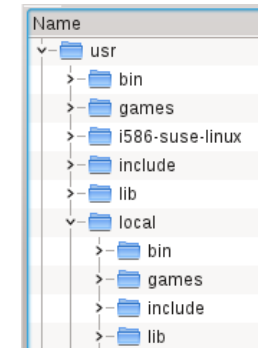 Name
usr
bin
games
i586-suse-linux
include
lib
local
bin
games
include
lib